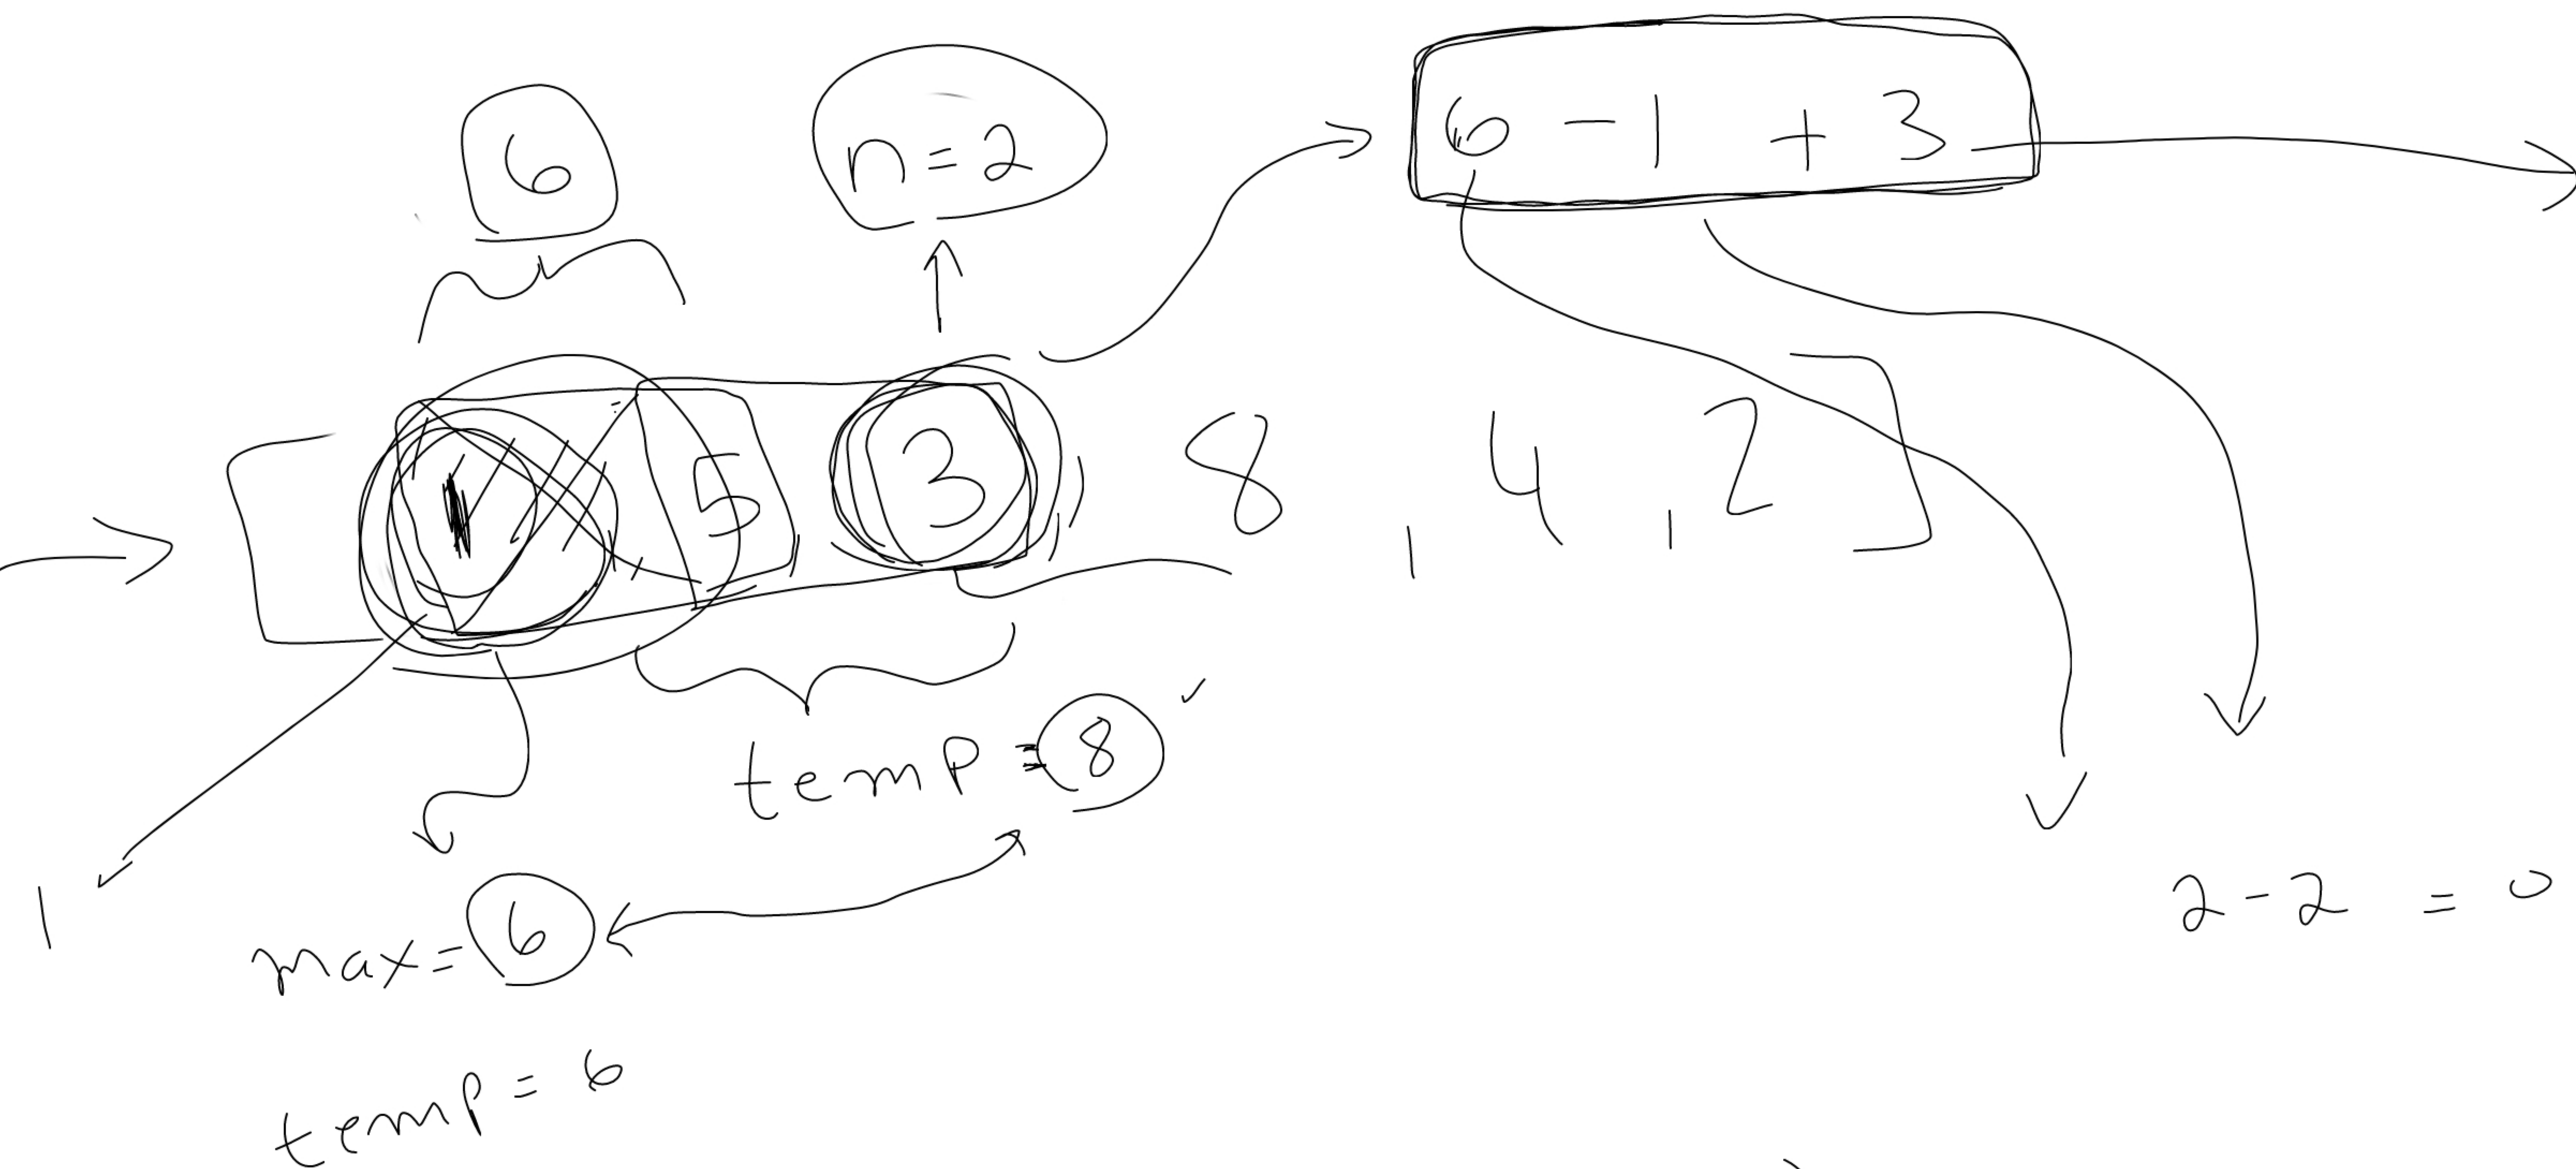 6
n = 2
6 - 1 + 3
[ 1, 5, 3, 8, 4, 2 ]
temp = 8
1
max = 6
2 - 2 = 0
temp = 6